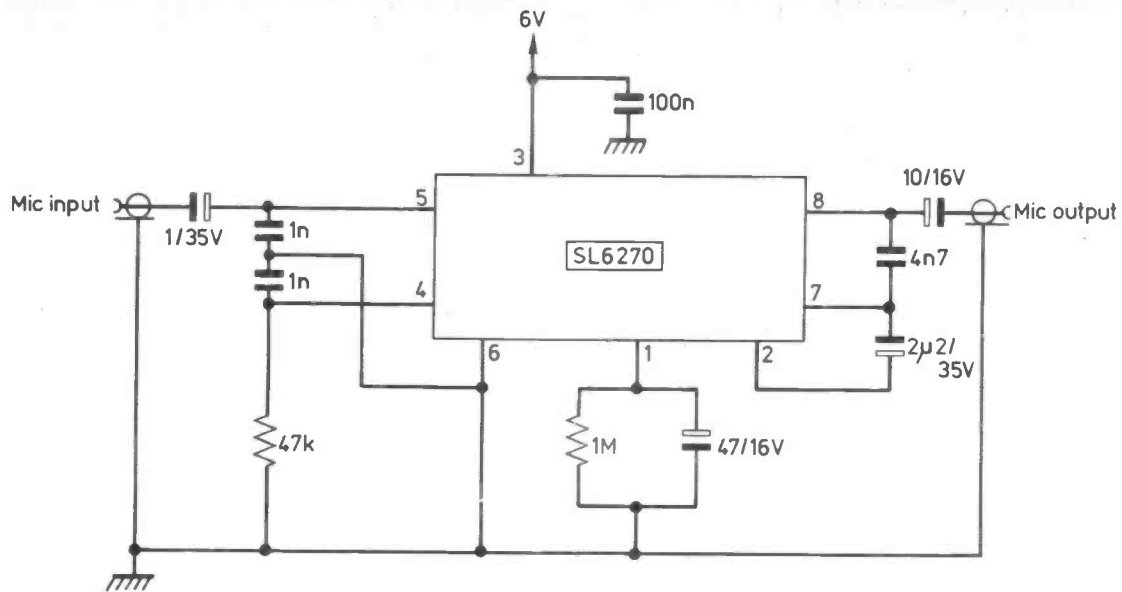 6V
100n
3
Mic input
1/35V
5
1n
1n
4
SL6270
8
10/16V
Mic output
4n7
7
2µ2/
35V
6
1
2
47k
1M
47/16V